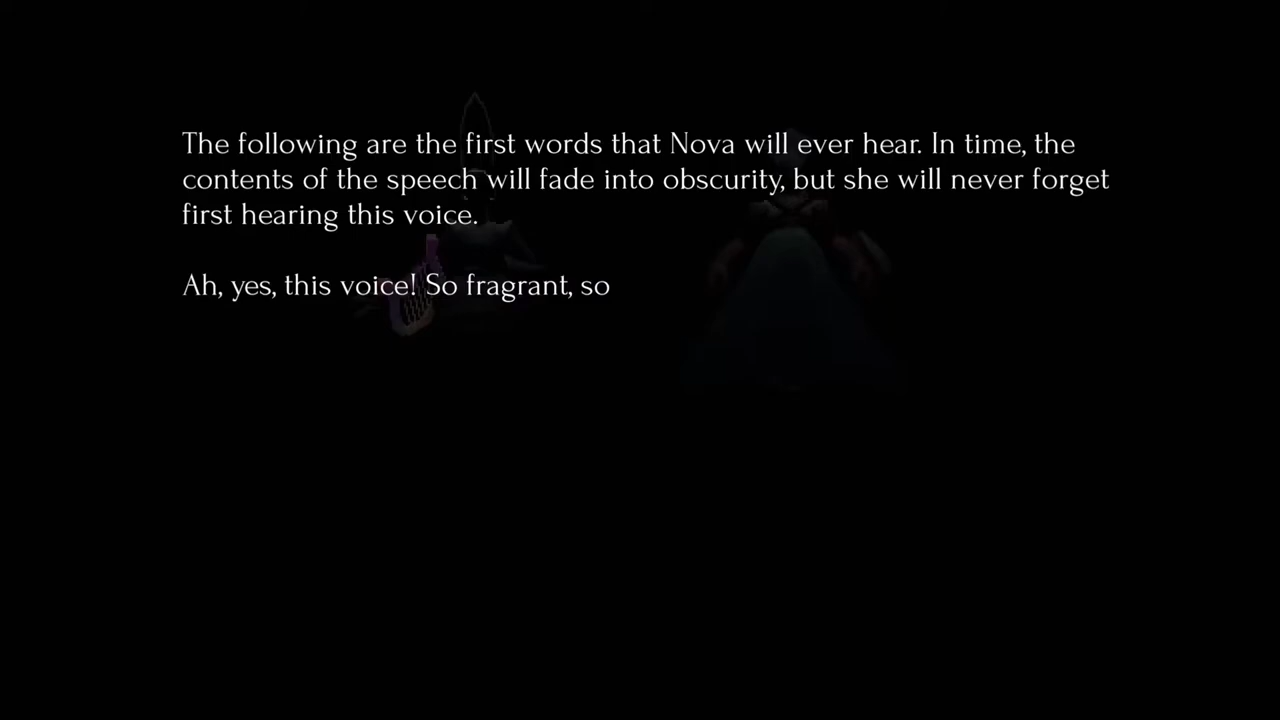 The following are the first words that Nova will ever hear. In time, the
contents of the speech will fade into obscurity, but she will never forget
first hearing this voice.
Ah, yes, this voice! So fragrant, so